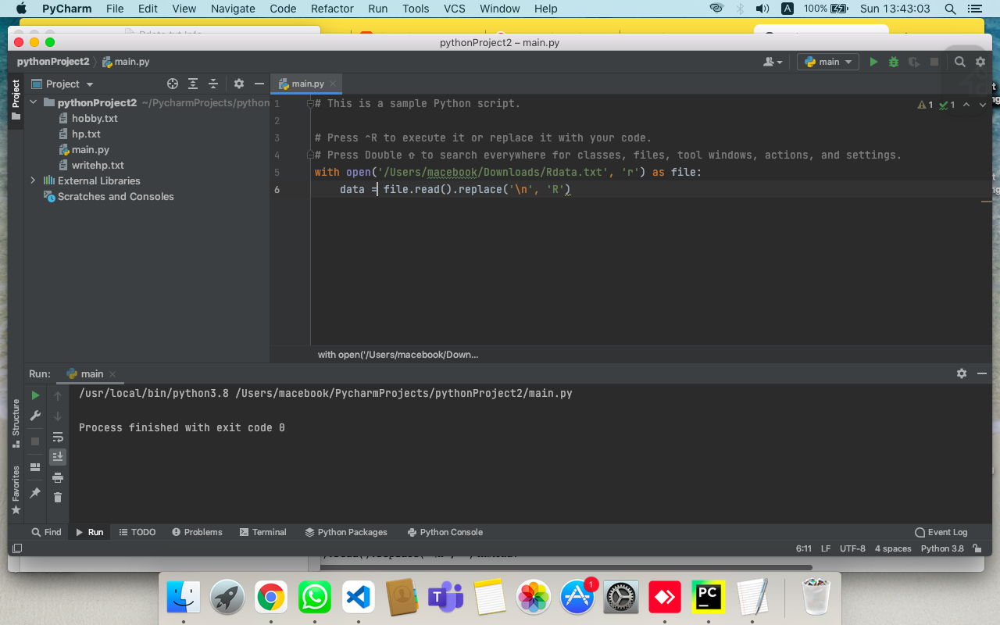 PyCharm File Edit View Navigate Code Refactor Run Tools VCS Window Help A 100% Sun 13:43:03
pythonProject2 – main.py
pythonProject2 main.py main
Project Project main.py
pythonProject2 ~/PycharmProjects/python
hobby.txt
hp.txt
main.py
writehp.txt
External Libraries
Scratches and Consoles
1 # This is a sample Python script. 1 1
2
3 # Press ^R to execute it or replace it with your code.
4 # Press Double ⇧ to search everywhere for classes, files, tool windows, actions, and settings.
5 with open('/Users/macebook/Downloads/Rdata.txt', 'r') as file:
6 data = file.read().replace('\n', 'R')
with open('/Users/macebook/Down...
Run: main
/usr/local/bin/python3.8 /Users/macebook/PycharmProjects/pythonProject2/main.py
Process finished with exit code 0
Structure
Favorites
Find Run TODO Problems Terminal Python Packages Python Console Event Log
6:11 LF UTF-8 4 spaces Python 3.8
1
PC